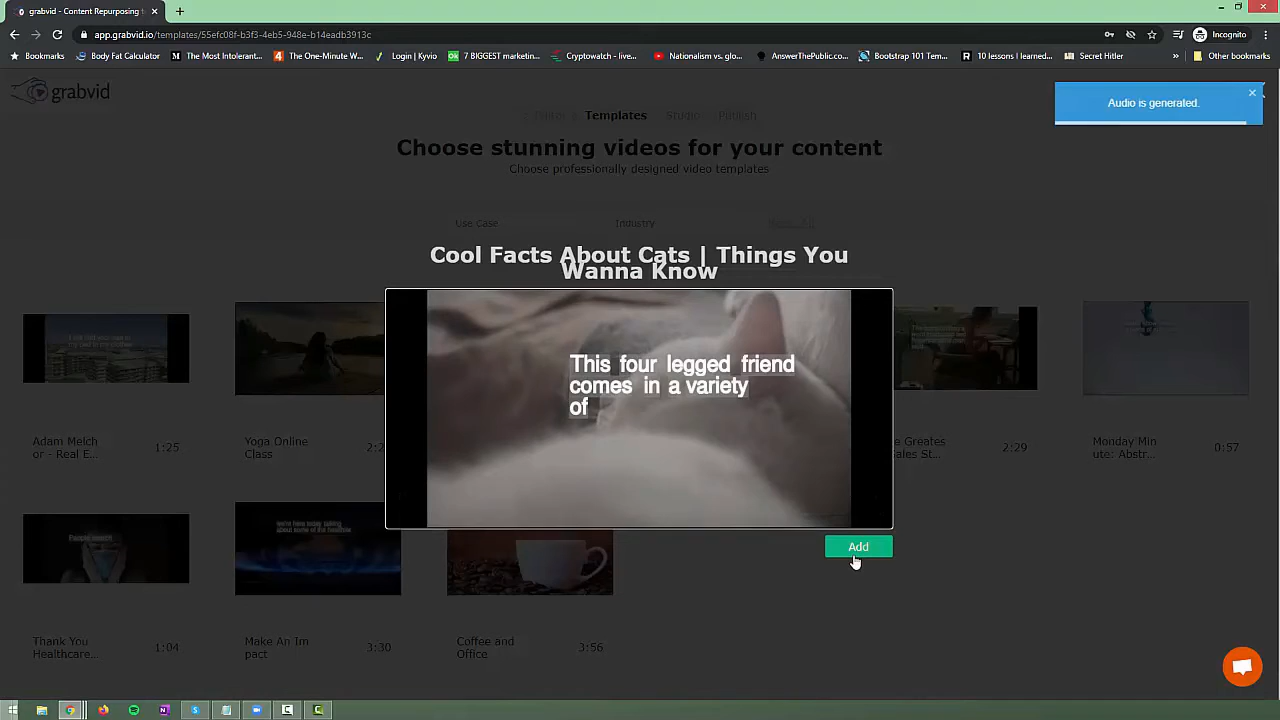 grabvid - Content Repurposing t
app.grabvid.io/templates/55efc08f-b3f3-4eb5-948e-b14eadb3913c
Incognito
Bookmarks
Body Fat Calculator
The Most Intolerant...
The One-Minute W...
Login | Kyvio
7 BIGGEST marketin...
Cryptowatch – live...
Nationalism vs. glo...
AnswerThePublic.co...
Bootstrap 101 Tem...
10 lessons I learned...
Secret Hitler
»
Other bookmarks
grabvid
Audio is generated.
Editor
Templates
Studio
Publish
Choose stunning videos for your content
Choose professionally designed video templates
Use Case
Industry
Cool Facts About Cats | Things You
Wanna Know
This four legged friend
comes in a variety
of
Add
Adam Melch
or - Real E...
1:25
Yoga Online
Class
e Greates
ales St...
2:29
Monday Min
ute: Abstr...
0:57
Thank You
Healthcare...
1:04
Make An Im
pact
3:30
Coffee and
Office
3:56